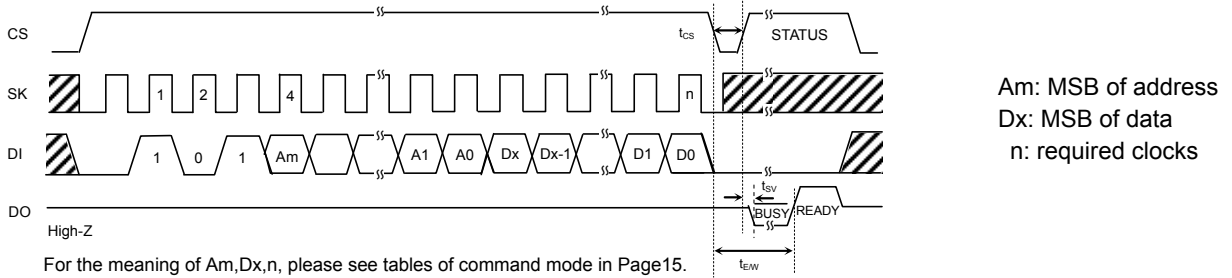 CS
tCS
STATUS
SK
1
2
4
n
DI
1
0
1
Am
A1
A0
Dx
Dx-1
D1
D0
tSV
DO
BUSY
READY
High-Z
tE/W
For the meaning of Am,Dx,n, please see tables of command mode in Page15.
Am: MSB of address
Dx: MSB of data
n: required clocks